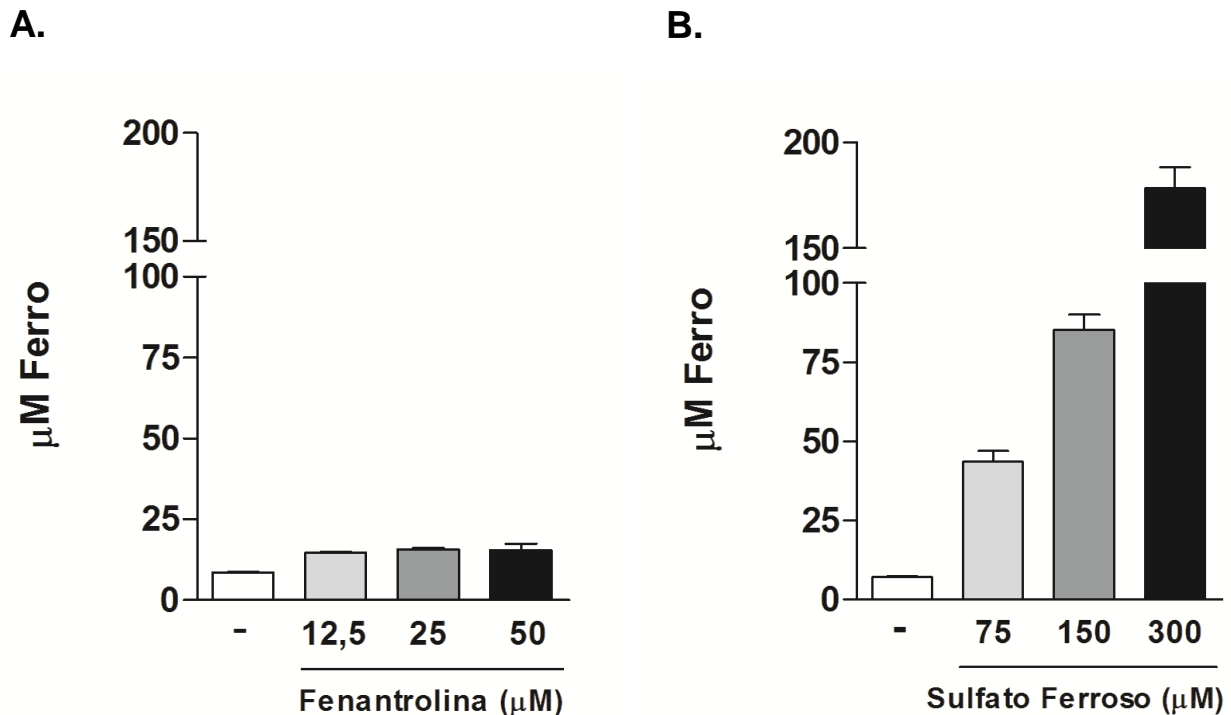 A.
μM Ferro
200
150
100
75
50
25
0
- 12,5 25 50
Fenantrolina (μM)
B.
μM Ferro
200
150
100
75
50
25
0
- 75 150 300
Sulfato Ferroso (μM)